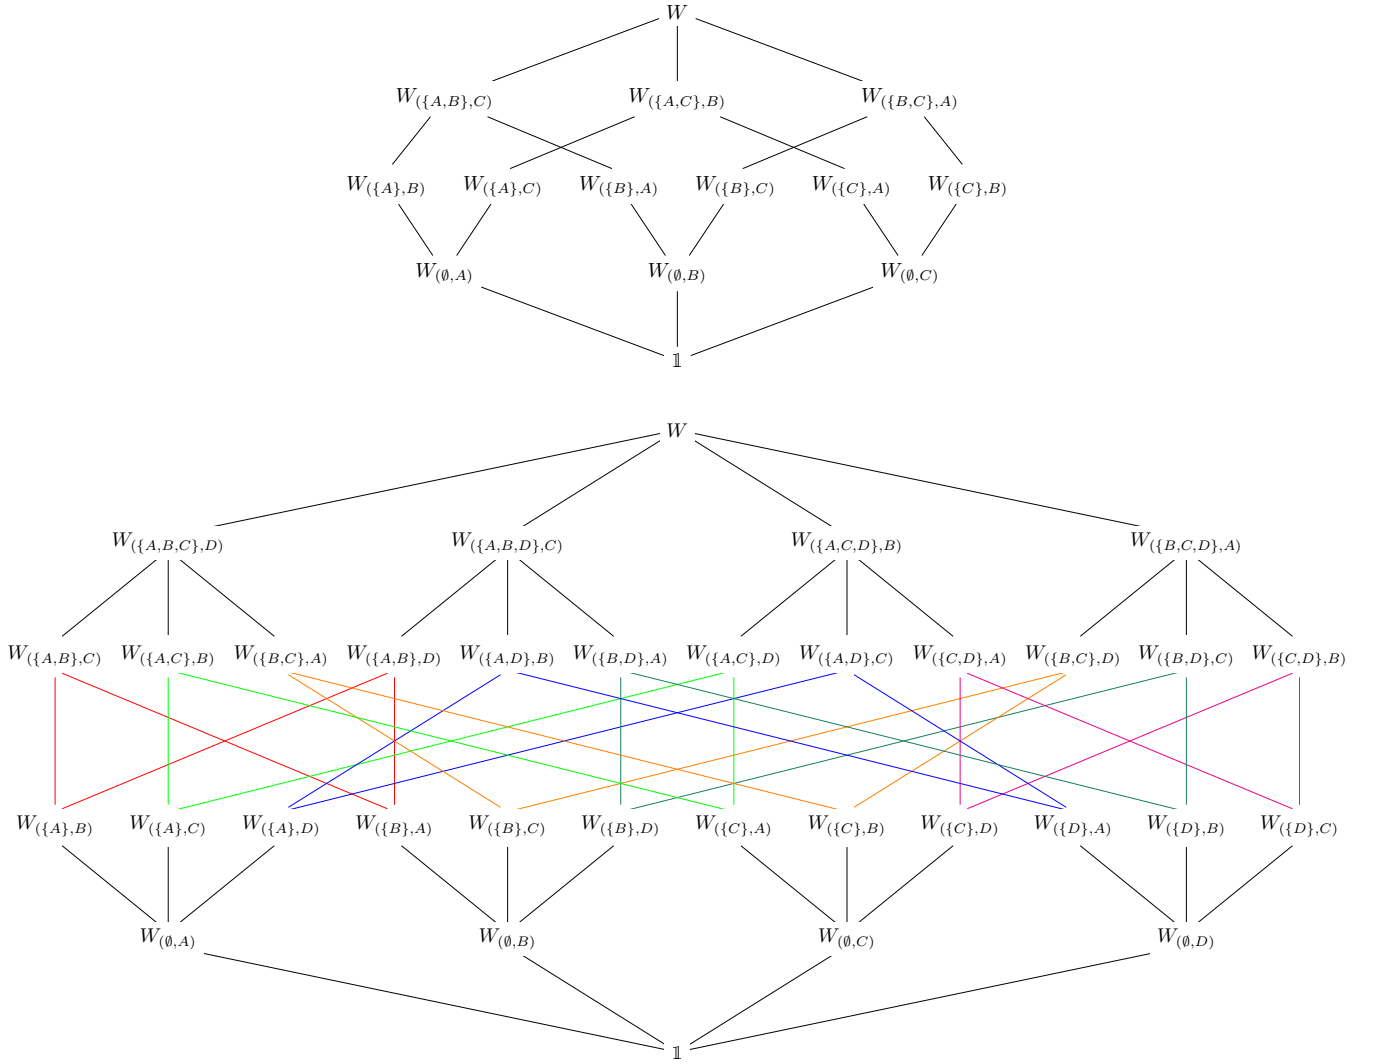 W
W_{({A,B},C)} W_{({A,C},B)} W_{({B,C},A)}
W_{({A},B)} W_{({A},C)} W_{({B},A)} W_{({B},C)} W_{({C},A)} W_{({C},B)}
W_{(∅,A)} W_{(∅,B)} W_{(∅,C)}
𝟙
W
W_{({A,B,C},D)} W_{({A,B,D},C)} W_{({A,C,D},B)} W_{({B,C,D},A)}
W_{({A,B},C)} W_{({A,C},B)} W_{({B,C},A)} W_{({A,B},D)} W_{({A,D},B)} W_{({B,D},A)} W_{({A,C},D)} W_{({A,D},C)} W_{({C,D},A)} W_{({B,C},D)} W_{({B,D},C)} W_{({C,D},B)}
W_{({A},B)} W_{({A},C)} W_{({A},D)} W_{({B},A)} W_{({B},C)} W_{({B},D)} W_{({C},A)} W_{({C},B)} W_{({C},D)} W_{({D},A)} W_{({D},B)} W_{({D},C)}
W_{(∅,A)} W_{(∅,B)} W_{(∅,C)} W_{(∅,D)}
𝟙